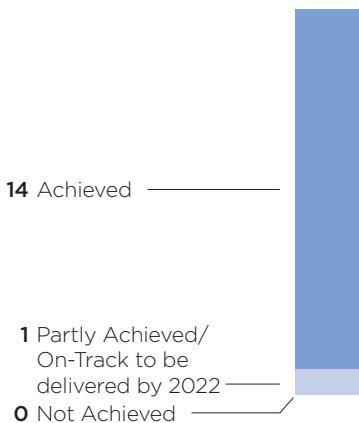 14 Achieved
1 Partly Achieved/
On-Track to be
delivered by 2022
0 Not Achieved